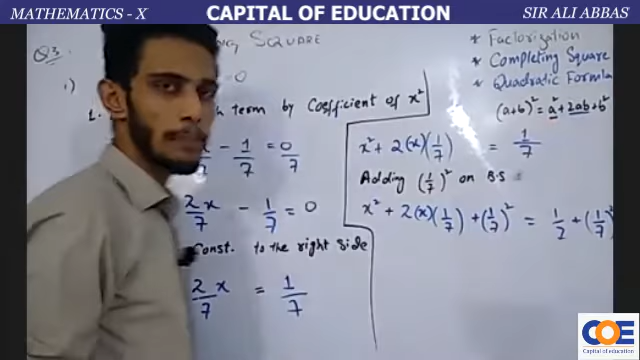 MATHEMATICS - X
CAPITAL OF EDUCATION
SIR ALI ABBAS
Q3.
SQUARE
i)
= 0
1.
term by Coefficient of x²
x/7 - 1/7 = 0/7
2x/7 - 1/7 = 0
Const. to the right side
2x/7 = 1/7
* Factorization
* Completing Square
* Quadratic Formula
(a+b)² = a² + 2ab + b²
x² + 2(x)(1/7) = 1/7
Adding (1/7)² on B.S
x² + 2(x)(1/7) + (1/7)² = 1/2 + (1/7)²
COE
Capital of education